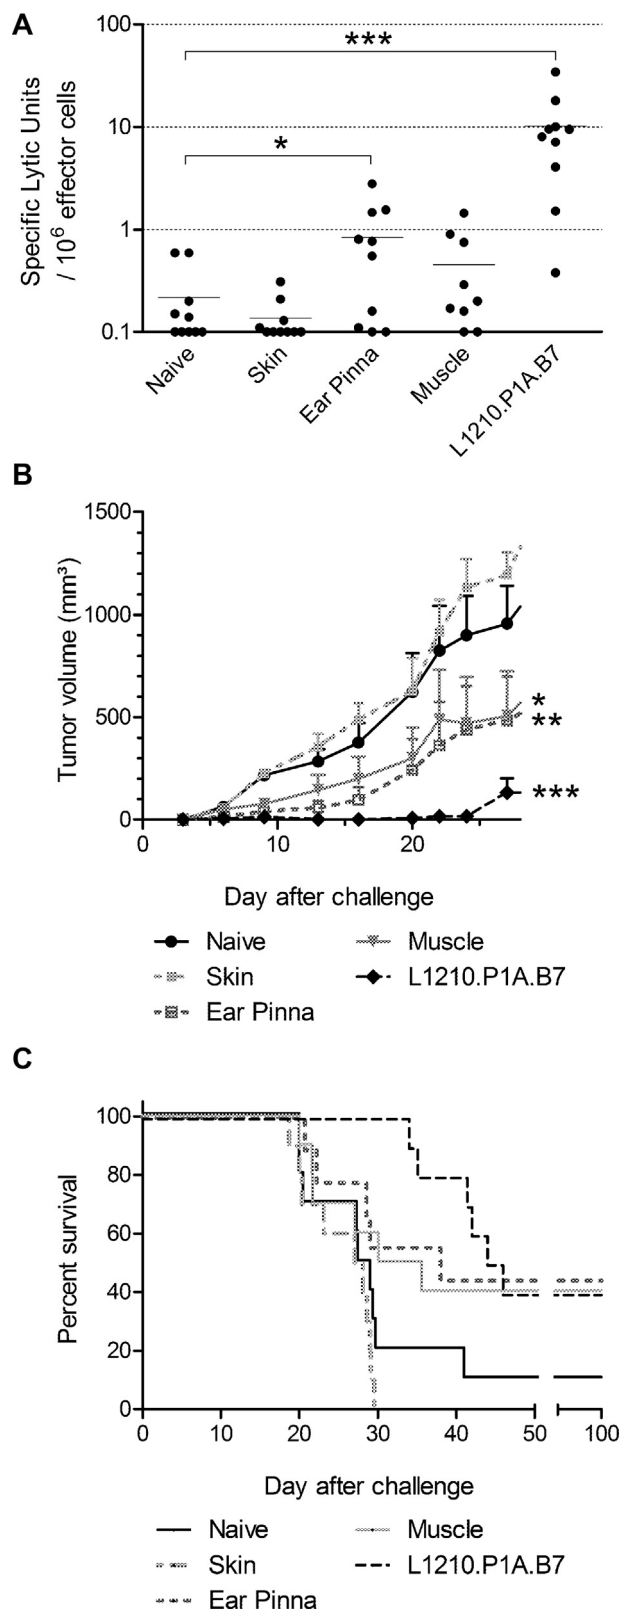 A
Specific Lytic Units
/ 10⁶ effector cells
100
10
1
0.1
***
*
Naive
Skin
Ear Pinna
Muscle
L1210.P1A.B7
B
Tumor volume (mm³)
1500
1000
500
0
*
**
***
0 10 20
Day after challenge
Naive Muscle
Skin L1210.P1A.B7
Ear Pinna
C
Percent survival
100
80
60
40
20
0
0 10 20 30 40 50 100
Day after challenge
Naive Muscle
Skin L1210.P1A.B7
Ear Pinna